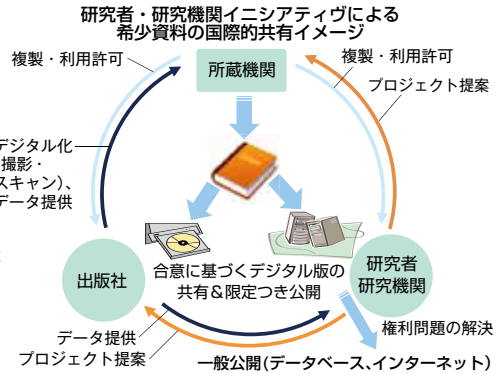 研究者・研究機関イニシアティヴによる
希少資料の国際的共有イメージ
複製・利用許可
所蔵機関
複製・利用許可
プロジェクト提案
デジタル化
撮影・
スキャン)、
データ提供
出版社
合意に基づくデジタル版の
共有&限定つき公開
研究者
研究機関
データ提供
プロジェクト提案
権利問題の解決
一般公開(データベース、インターネット)